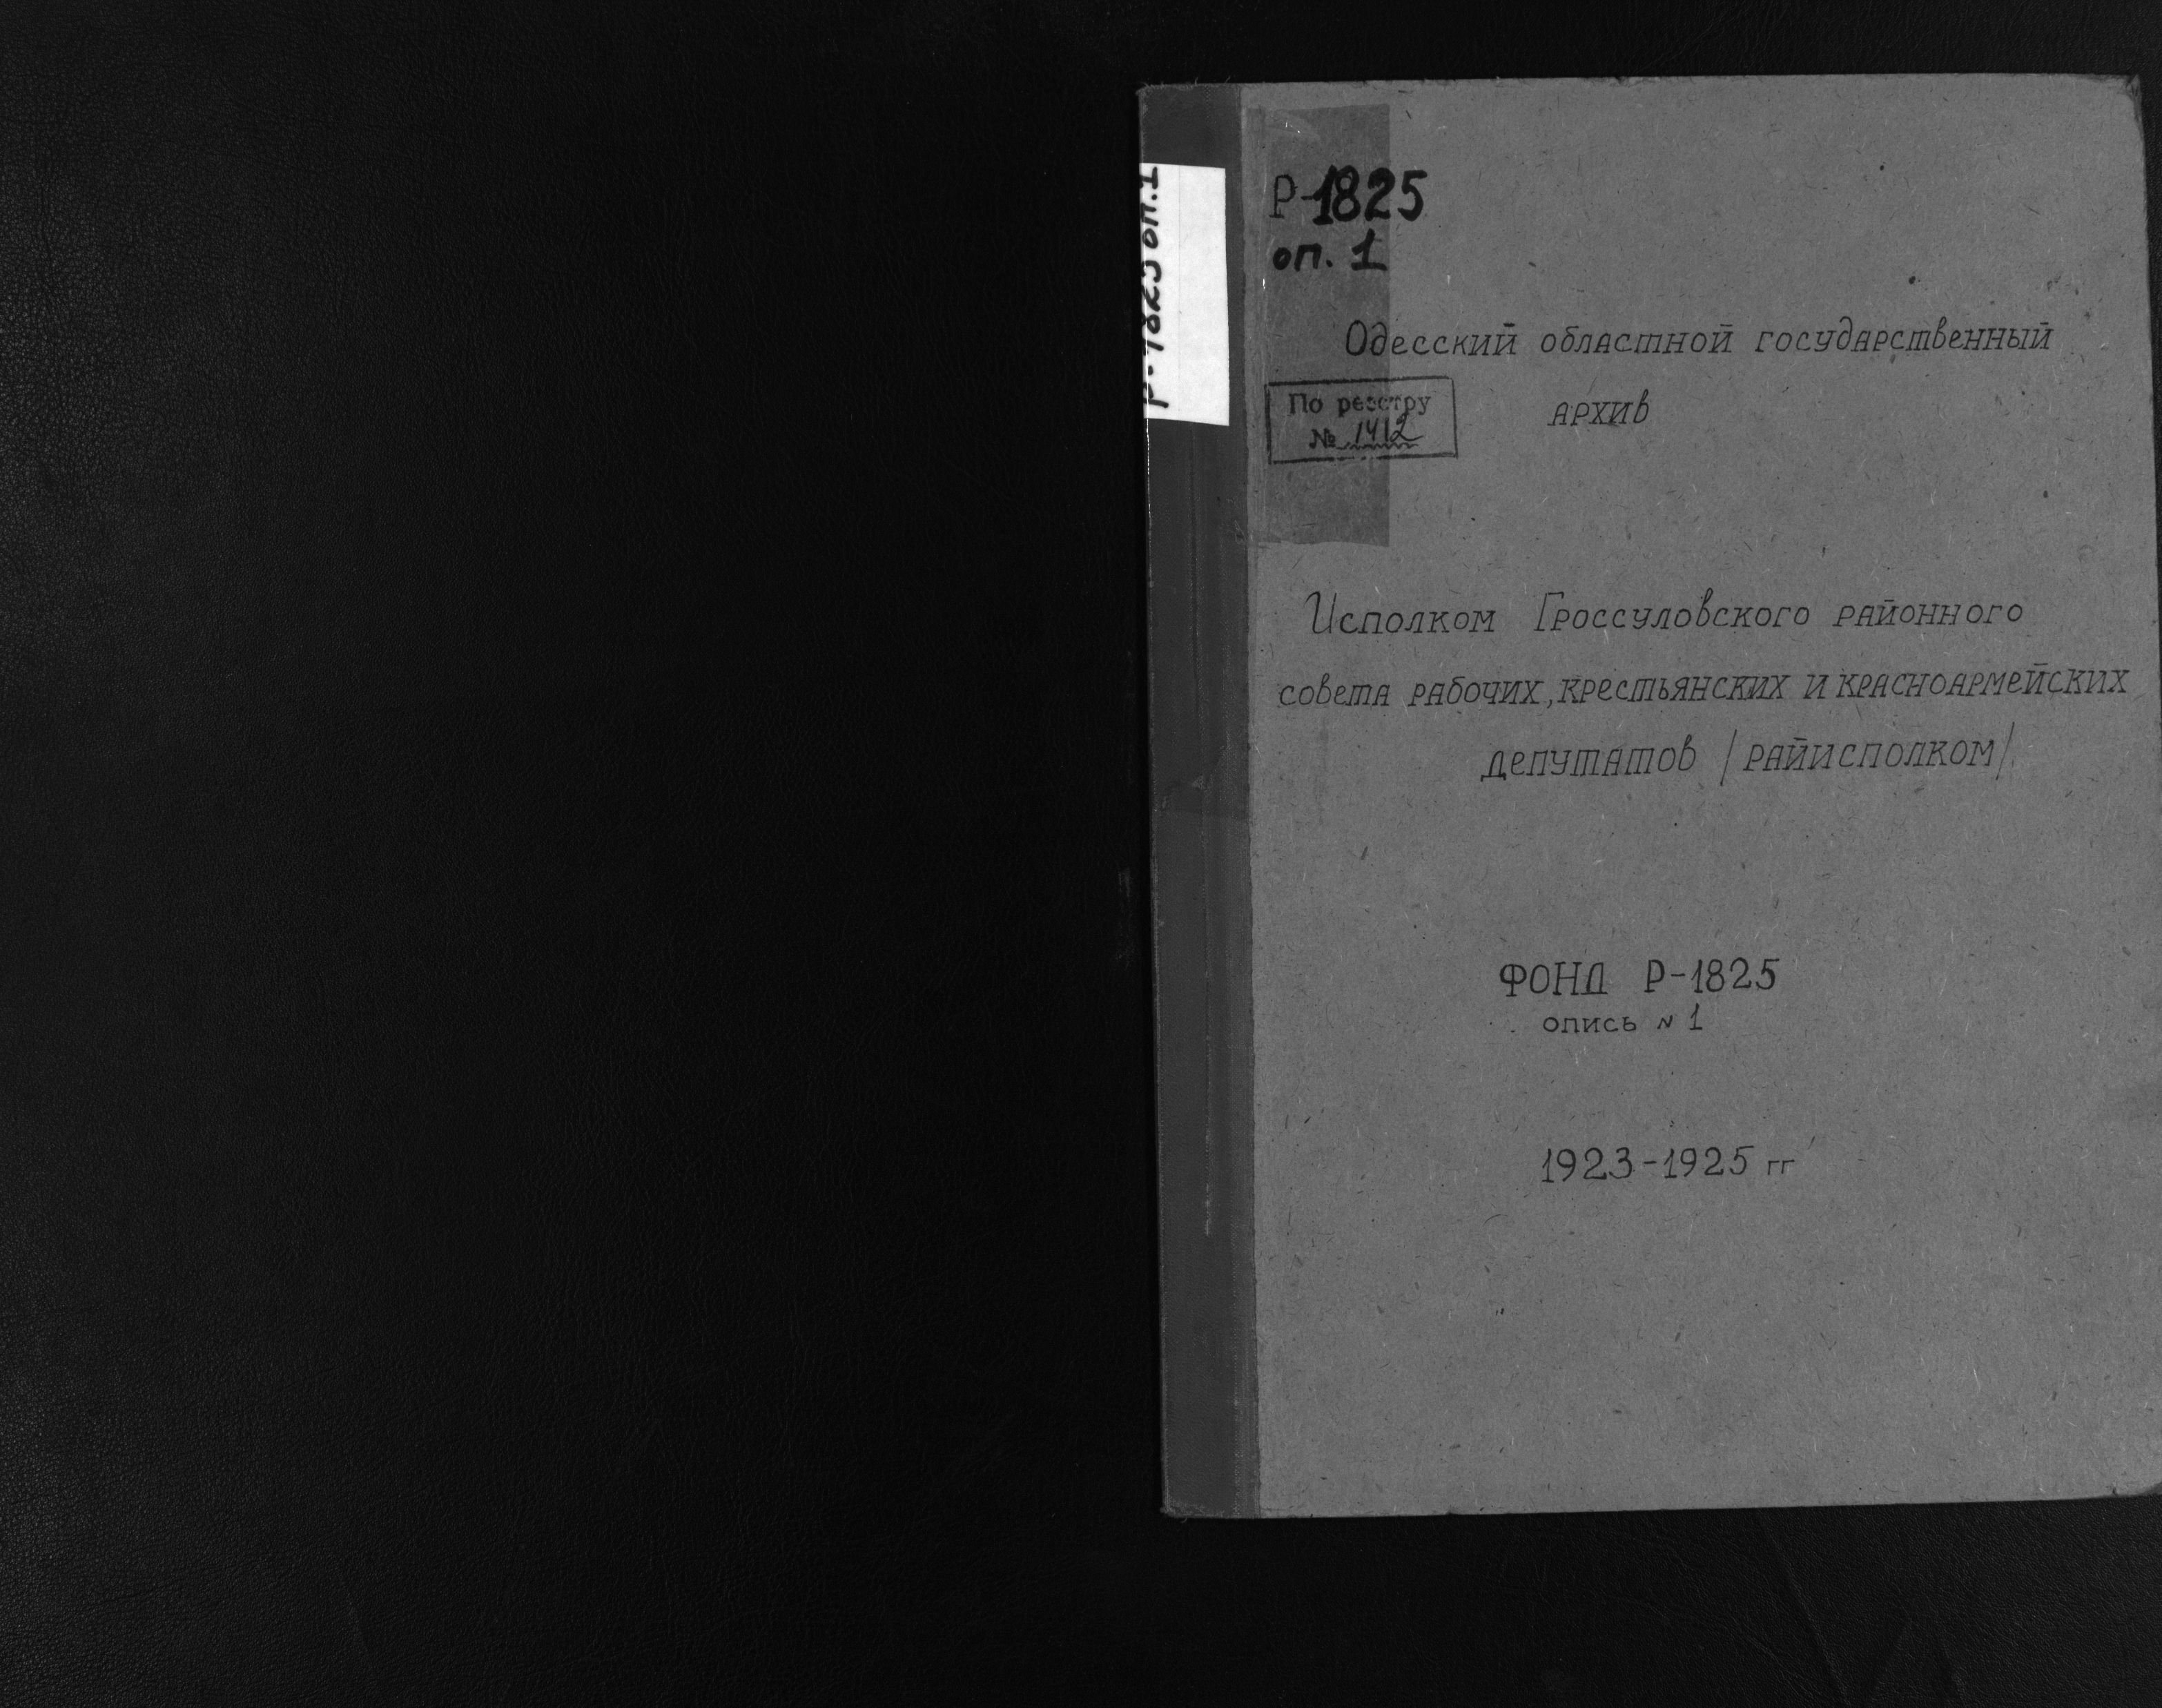 Р-1825
оп. 1
р. 1825 оп.1
Одесский областной государственный
архив
По реестру
№ 1412
Исполком Гроссуловского районного
совета рабочих, крестьянских и красноармейских
депутатов /райисполком/
ФОНД Р-1825
опись N 1
1923-1925 гг